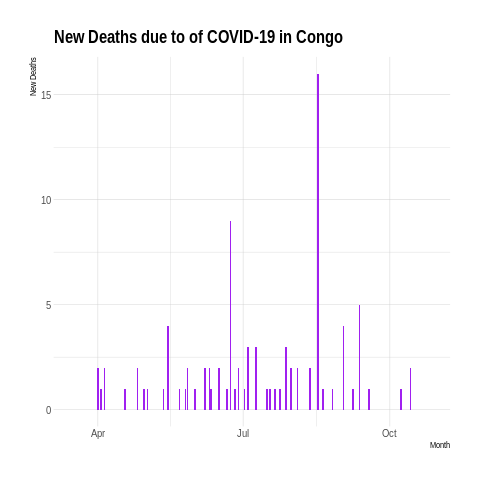 New Deaths due to of COVID-19 in Congo
New Deaths
15
10
5
0
Apr Jul Oct
Month